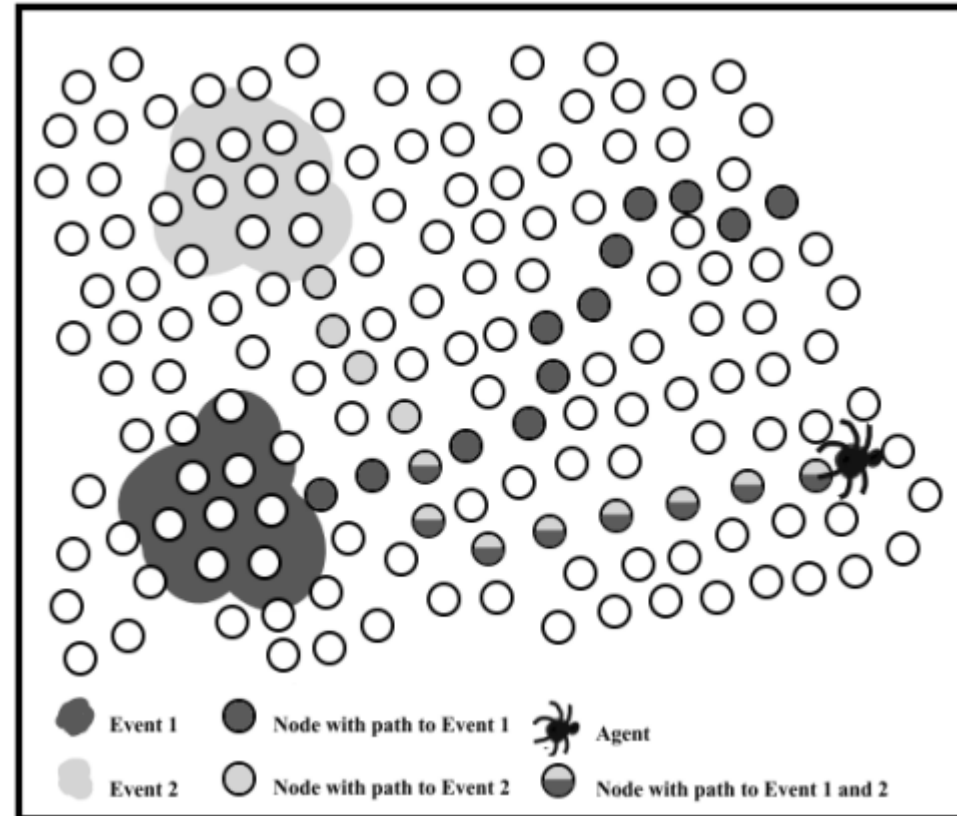 Event 1
Node with path to Event 1
Agent
Event 2
Node with path to Event 2
Node with path to Event 1 and 2